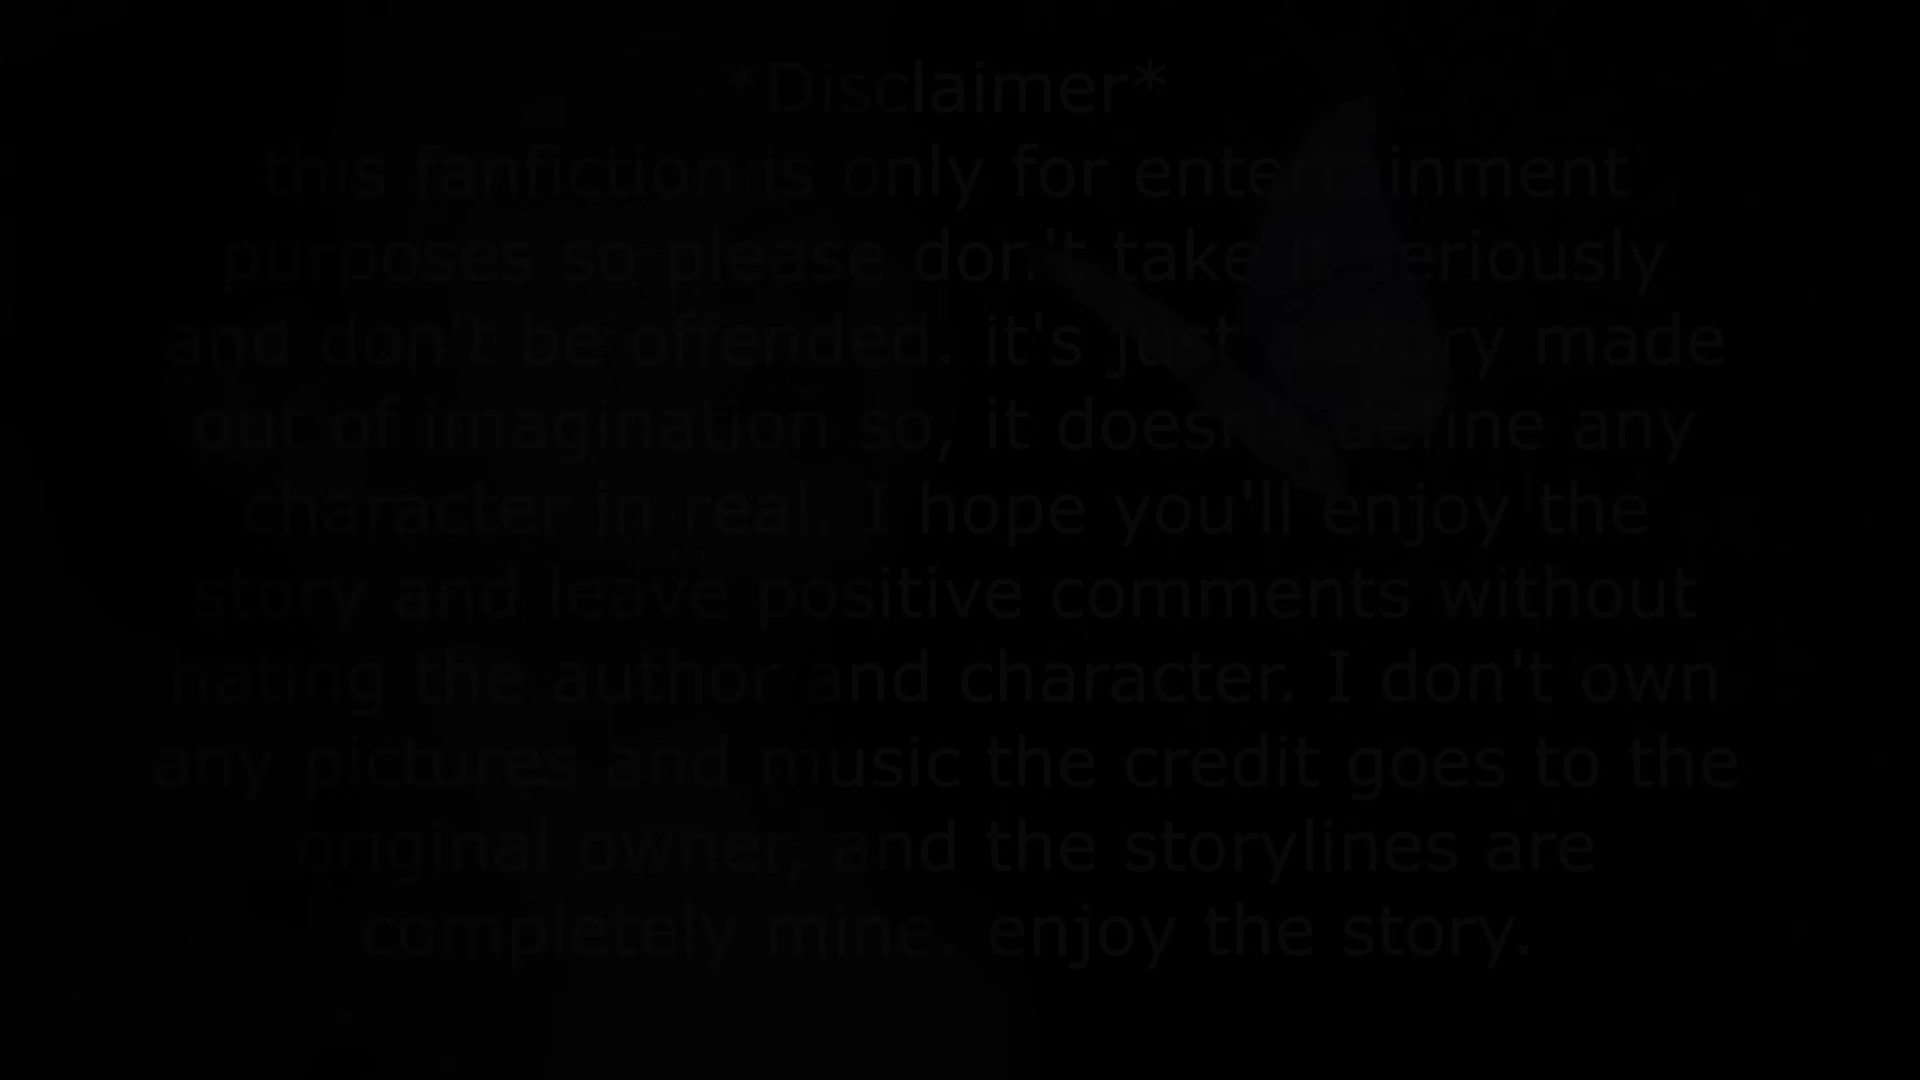 *Disclaimer*
this fanfiction is only for entertainment
purposes so please don't take it seriously
and don't be offended. it's just a story made
out of imagination so, it doesn't define any
character in real. I hope you'll enjoy the
story and leave positive comments without
hating the author and character. I don't own
any pictures and music the credit goes to the
original owner, and the storylines are
completely mine. enjoy the story.